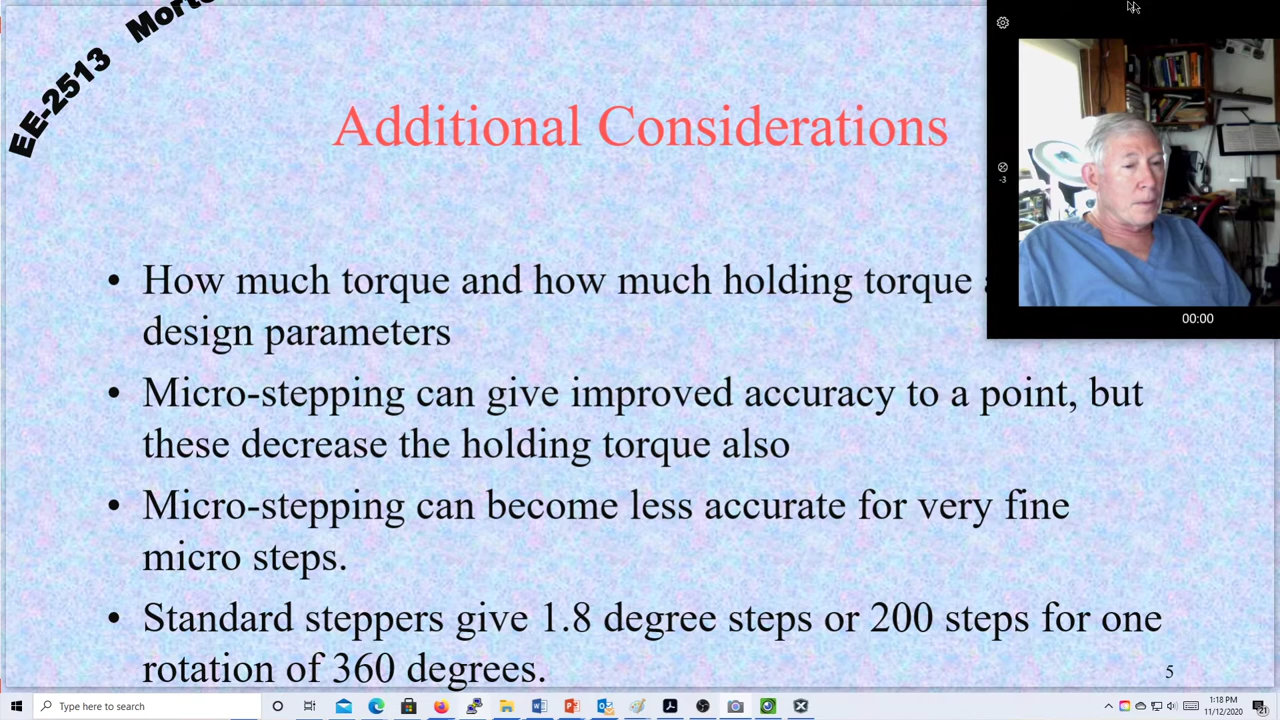 EE-2513
Additional Considerations
• How much torque and how much holding torque
design parameters
• Micro-stepping can give improved accuracy to a point, but
these decrease the holding torque also
• Micro-stepping can become less accurate for very fine
micro steps.
• Standard steppers give 1.8 degree steps or 200 steps for one
rotation of 360 degrees.
5
-3
00:00
Type here to search
1:18 PM
11/12/2020
21